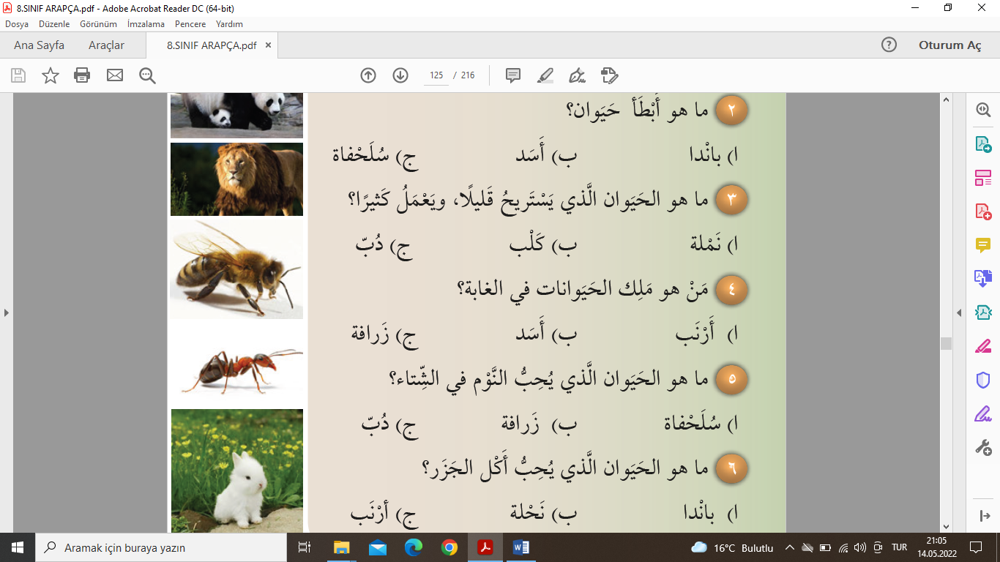 8.SINIF ARAPÇA.pdf - Adobe Acrobat Reader DC (64-bit)
Dosya Düzenle Görünüm İmzalama Pencere Yardım
Ana Sayfa Araçlar 8.SINIF ARAPÇA.pdf × ? Oturum Aç
125 / 216
٢ ما هو أَبْطَأ حَيَوان؟
ا) بانْدا ب) أَسَد ج) سُلَحْفاة
٣ ما هو الحَيَوان الَّذي يَسْتَريحُ قَليلًا، ويَعْمَلُ كَثيرًا؟
ا) نَمْلة ب) كَلْب ج) دُبّ
٤ مَنْ هو مَلِك الحَيَوانات في الغابة؟
ا) أَرْنَب ب) أَسَد ج) زَرافة
٥ ما هو الحَيَوان الَّذي يُحِبُّ النَّوْم في الشِّتاء؟
ا) سُلَحْفاة ب) زَرافة ج) دُبّ
٦ ما هو الحَيَوان الَّذي يُحِبُّ أَكْل الجَزَر؟
ا) بانْدا ب) نَحْلة ج) أرْنَب
Aramak için buraya yazın
16°C Bulutlu TUR 21:05
14.05.2022